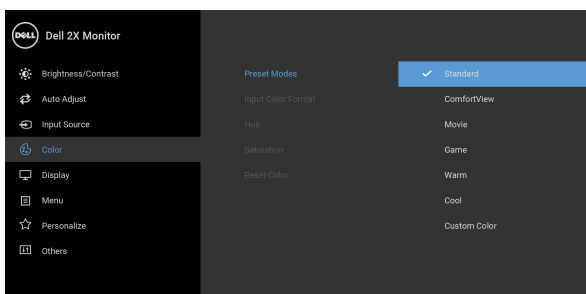 DELL
Dell 2X Monitor
Brightness/Contrast
Auto Adjust
Input Source
Color
Display
Menu
Personalize
Others
Preset Modes
Input Color Format
Hue
Saturation
Reset Color
Standard
ComfortView
Movie
Game
Warm
Cool
Custom Color